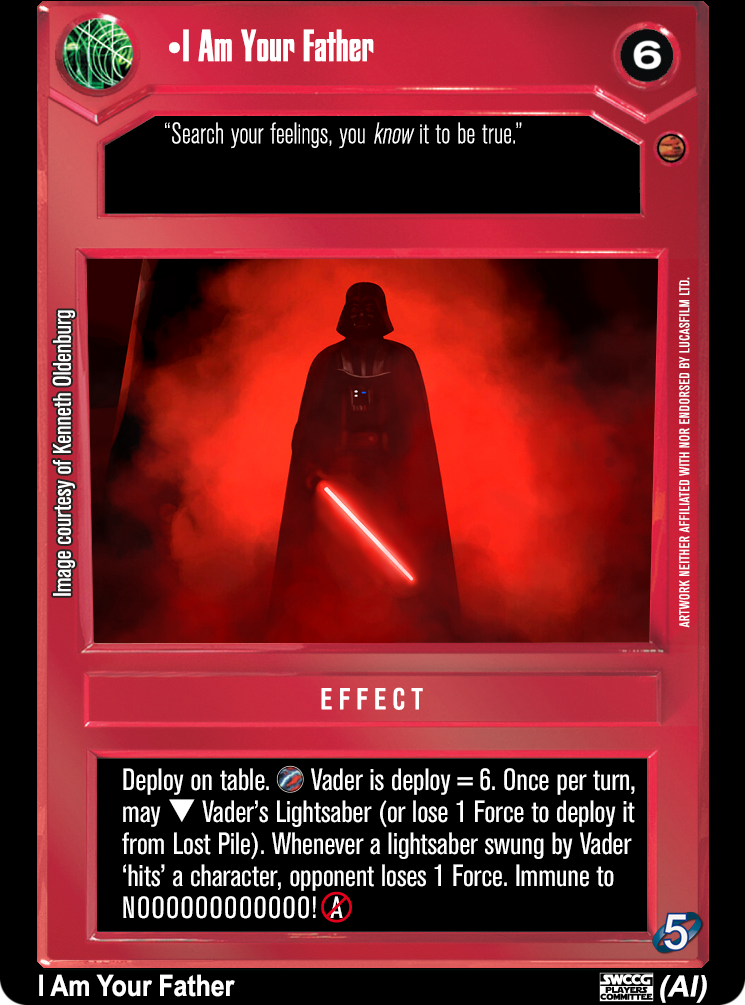 •I Am Your Father
6
“Search your feelings, you know it to be true.”
Image courtesy of Kenneth Oldenburg
ARTWORK NEITHER AFFILIATED WITH NOR ENDORSED BY LUCASFILM LTD.
EFFECT
Deploy on table. Vader is deploy = 6. Once per turn,
may ▼ Vader’s Lightsaber (or lose 1 Force to deploy it
from Lost Pile). Whenever a lightsaber swung by Vader
‘hits’ a character, opponent loses 1 Force. Immune to
NOOOOOOOOOOOO! A
5
I Am Your Father
SWCCG
PLAYERS
COMMITTEE
(AI)